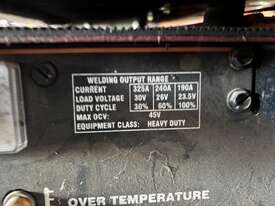 WELDING OUTPUT RANGE
CURRENT 325A 240A 190A
LOAD VOLTAGE 30V 26V 23.5V
DUTY CYCLE 30% 60% 100%
MAX OCV: 45V
EQUIPMENT CLASS: HEAVY DUTY
OVER TEMPERATURE